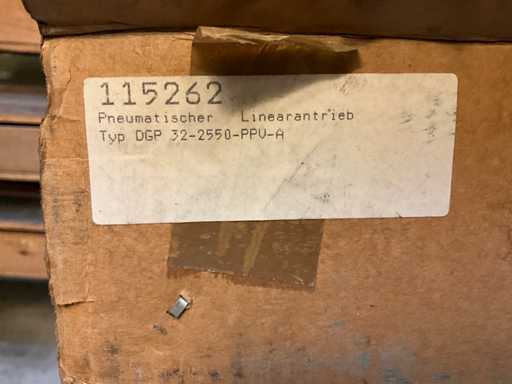 115262
Pneumatischer Linearantrieb
Typ DGP 32-2550-PPV-A